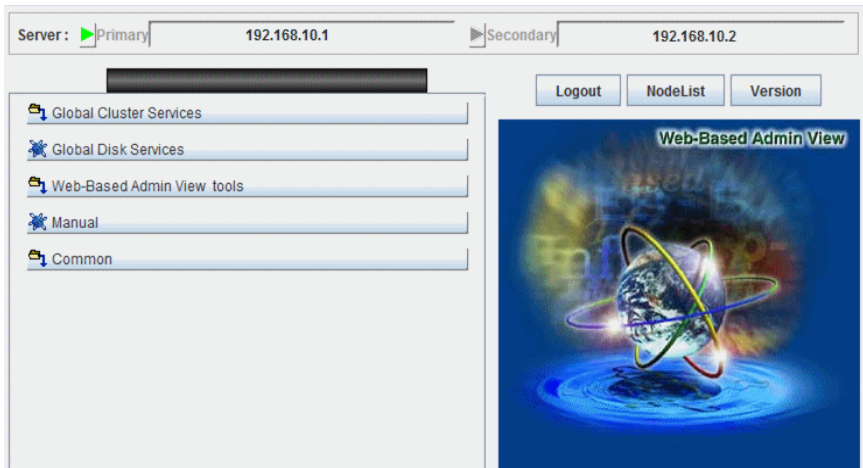 Server : Primary 192.168.10.1 Secondary 192.168.10.2
Logout NodeList Version
Global Cluster Services
Global Disk Services
Web-Based Admin View tools
Manual
Common
Web-Based Admin View